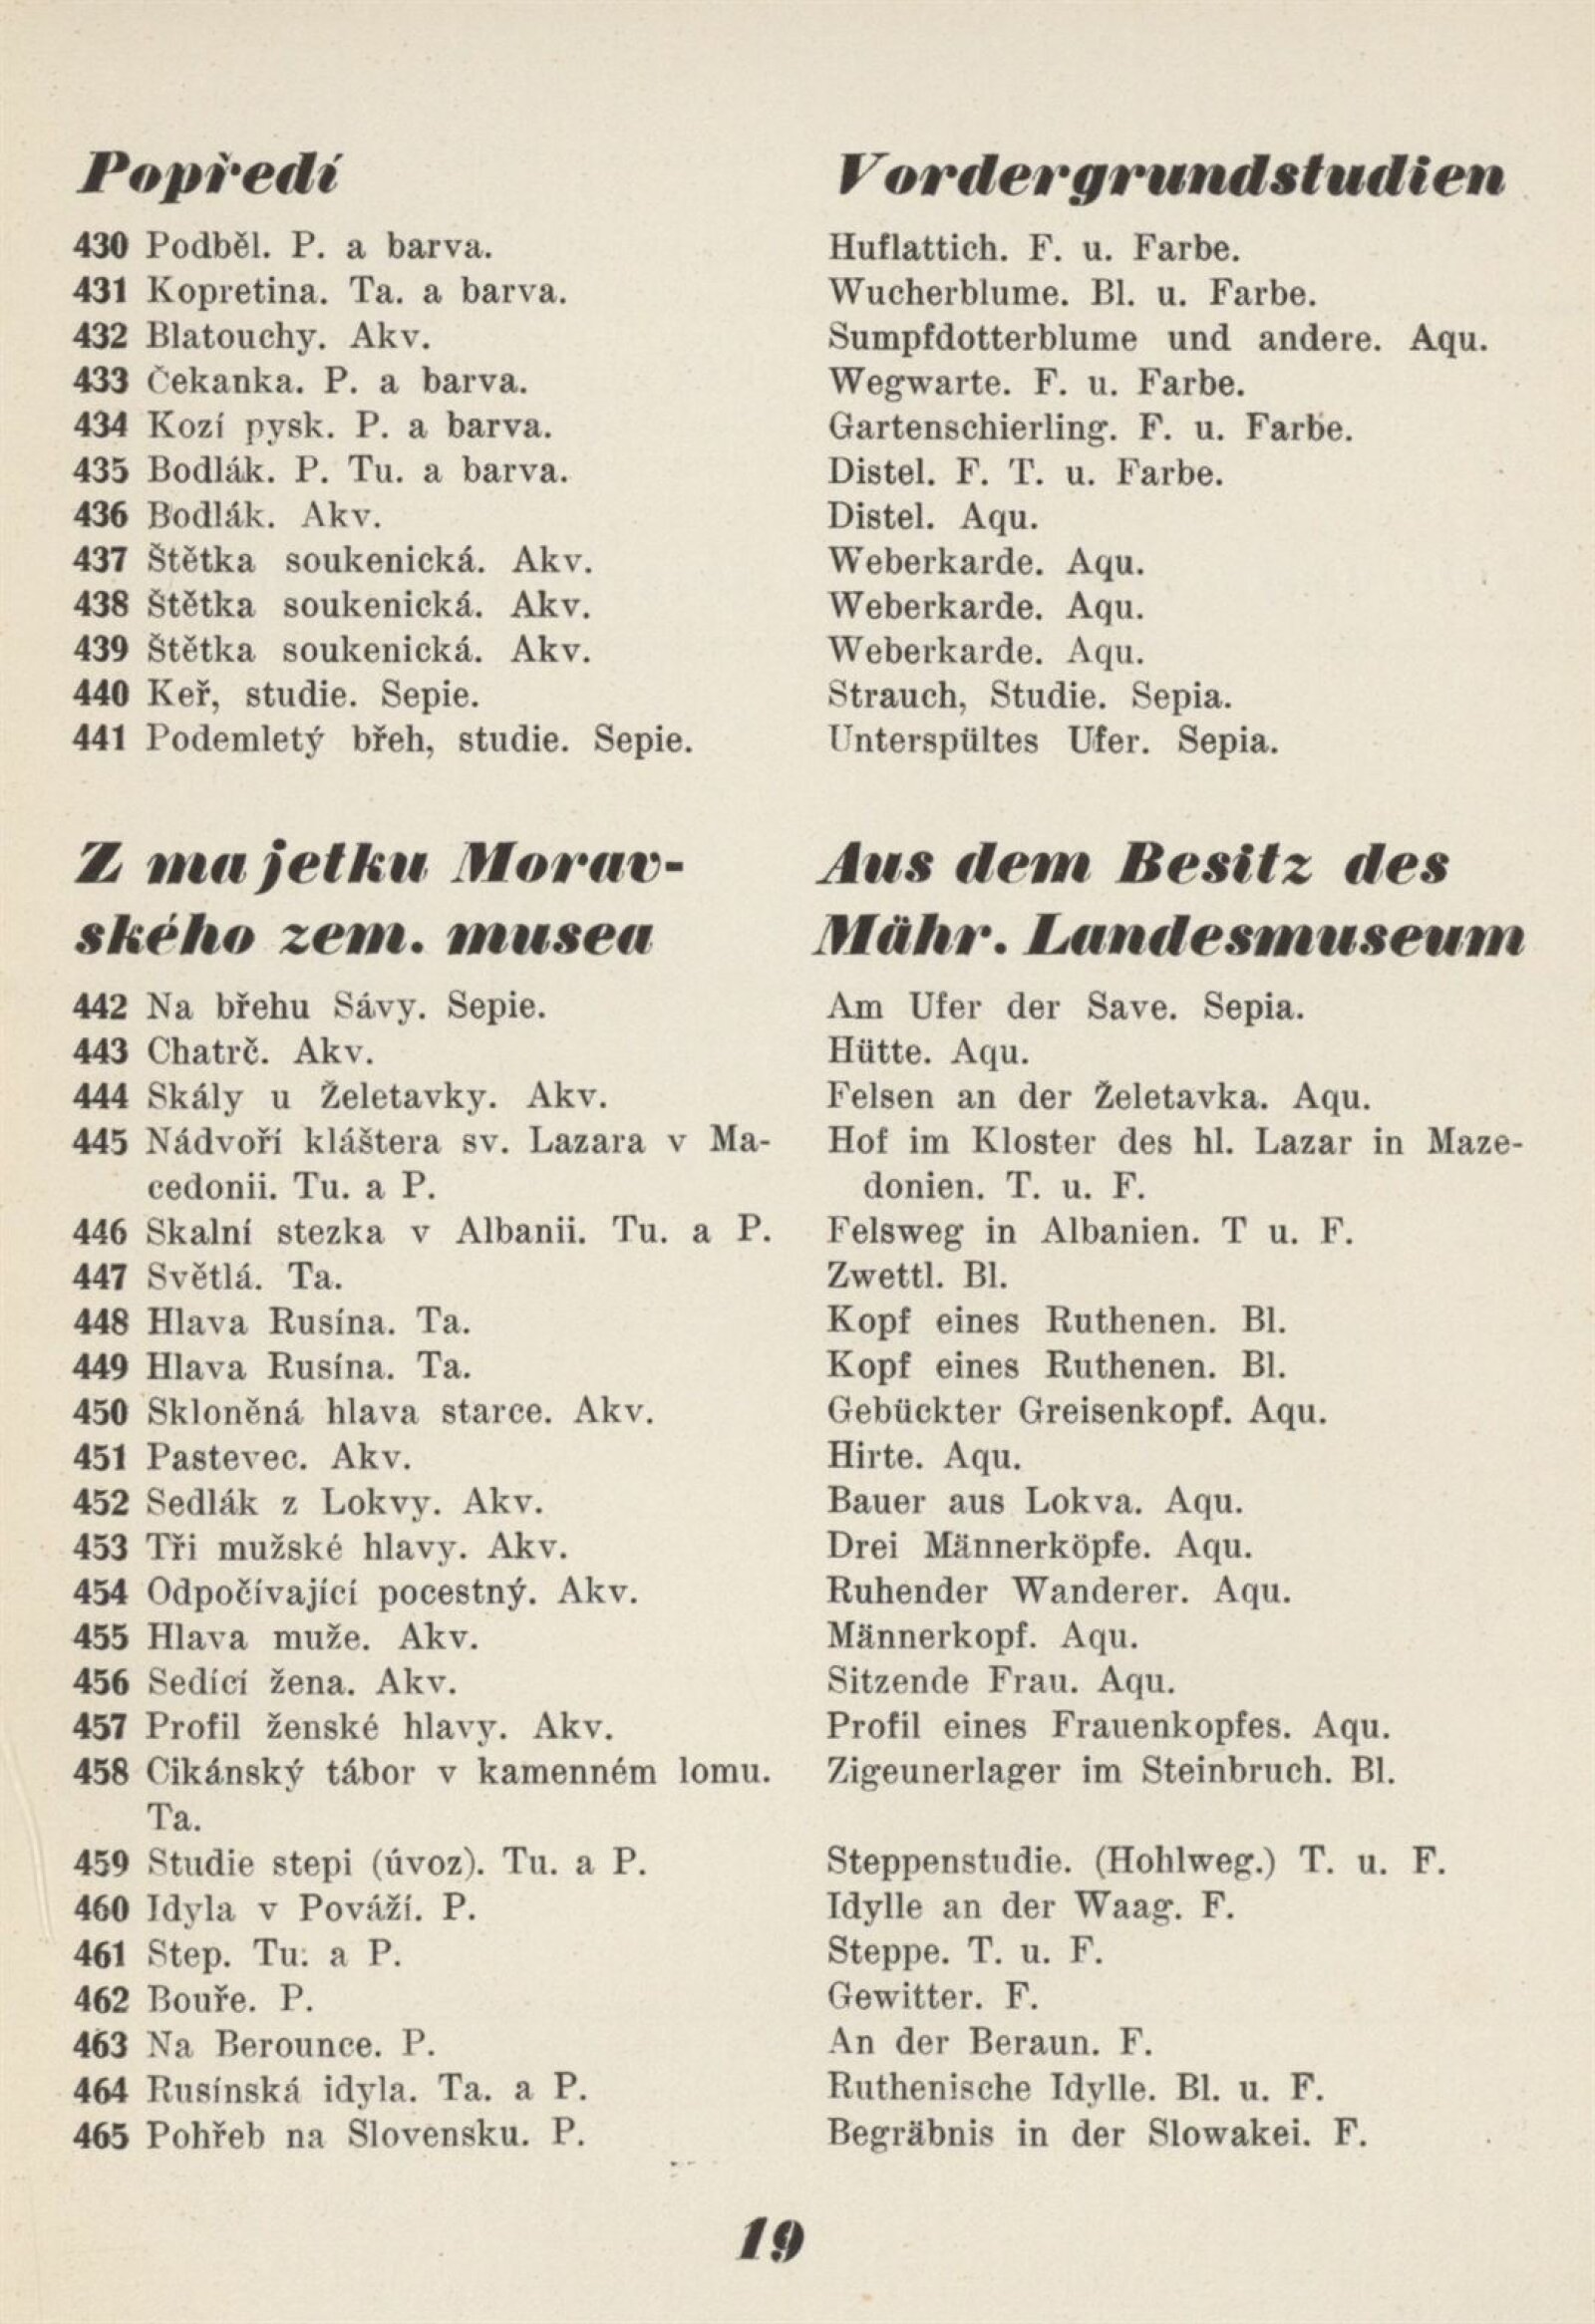 Popředí
430 Podběl. P. a barva.
431 Kopretina. Ta. a barva.
432 Blatouchy. Akv.
433 Čekanka. P. a barva.
434 Kozí pysk. P. a barva.
435 Bodlák. P. Tu. a barva.
436 Bodlák. Akv.
437 Štětka soukenická. Akv.
438 Štětka soukenická. Akv.
439 Štětka soukenická. Akv.
440 Keř, studie. Sepie.
441 Podemletý břeh, studie. Sepie.
Vordergrundstudien
Huflattich. F. u. Farbe.
Wucherblume. Bl. u. Farbe.
Sumpfdotterblume und andere. Aqu.
Wegwarte. F. u. Farbe.
Gartenschierling. F. u. Farbe.
Distel. F. T. u. Farbe.
Distel. Aqu.
Weberkarde. Aqu.
Weberkarde. Aqu.
Weberkarde. Aqu.
Strauch, Studie. Sepia.
Unterspültes Ufer. Sepia.
Z majetku Morav-
ského zem. musea
442 Na břehu Sávy. Sepie.
443 Chatrč. Akv.
444 Skály u Želetavky. Akv.
445 Nádvoří kláštera sv. Lazara v Ma-
cedonii. Tu. a P.
446 Skalní stezka v Albanii. Tu. a P.
447 Světlá. Ta.
448 Hlava Rusína. Ta.
449 Hlava Rusína. Ta.
450 Skloněná hlava starce. Akv.
451 Pastevec. Akv.
452 Sedlák z Lokvy. Akv.
453 Tři mužské hlavy. Akv.
454 Odpočívající pocestný. Akv.
455 Hlava muže. Akv.
456 Sedící žena. Akv.
457 Profil ženské hlavy. Akv.
458 Cikánský tábor v kamenném lomu.
Ta.
459 Studie stepi (úvoz). Tu. a P.
460 Idyla v Pováží. P.
461 Step. Tu. a P.
462 Bouře. P.
463 Na Berounce. P.
464 Rusínská idyla. Ta. a P.
465 Pohřeb na Slovensku. P.
Aus dem Besitz des
Mähr. Landesmuseum
Am Ufer der Save. Sepia.
Hütte. Aqu.
Felsen an der Želetavka. Aqu.
Hof im Kloster des hl. Lazar in Maze-
donien. T. u. F.
Felsweg in Albanien. T u. F.
Zwettl. Bl.
Kopf eines Ruthenen. Bl.
Kopf eines Ruthenen. Bl.
Gebückter Greisenkopf. Aqu.
Hirte. Aqu.
Bauer aus Lokva. Aqu.
Drei Männerköpfe. Aqu.
Ruhender Wanderer. Aqu.
Männerkopf. Aqu.
Sitzende Frau. Aqu.
Profil eines Frauenkopfes. Aqu.
Zigeunerlager im Steinbruch. Bl.
Steppenstudie. (Hohlweg.) T. u. F.
Idylle an der Waag. F.
Steppe. T. u. F.
Gewitter. F.
An der Beraun. F.
Ruthenische Idylle. Bl. u. F.
Begräbnis in der Slowakei. F.
19